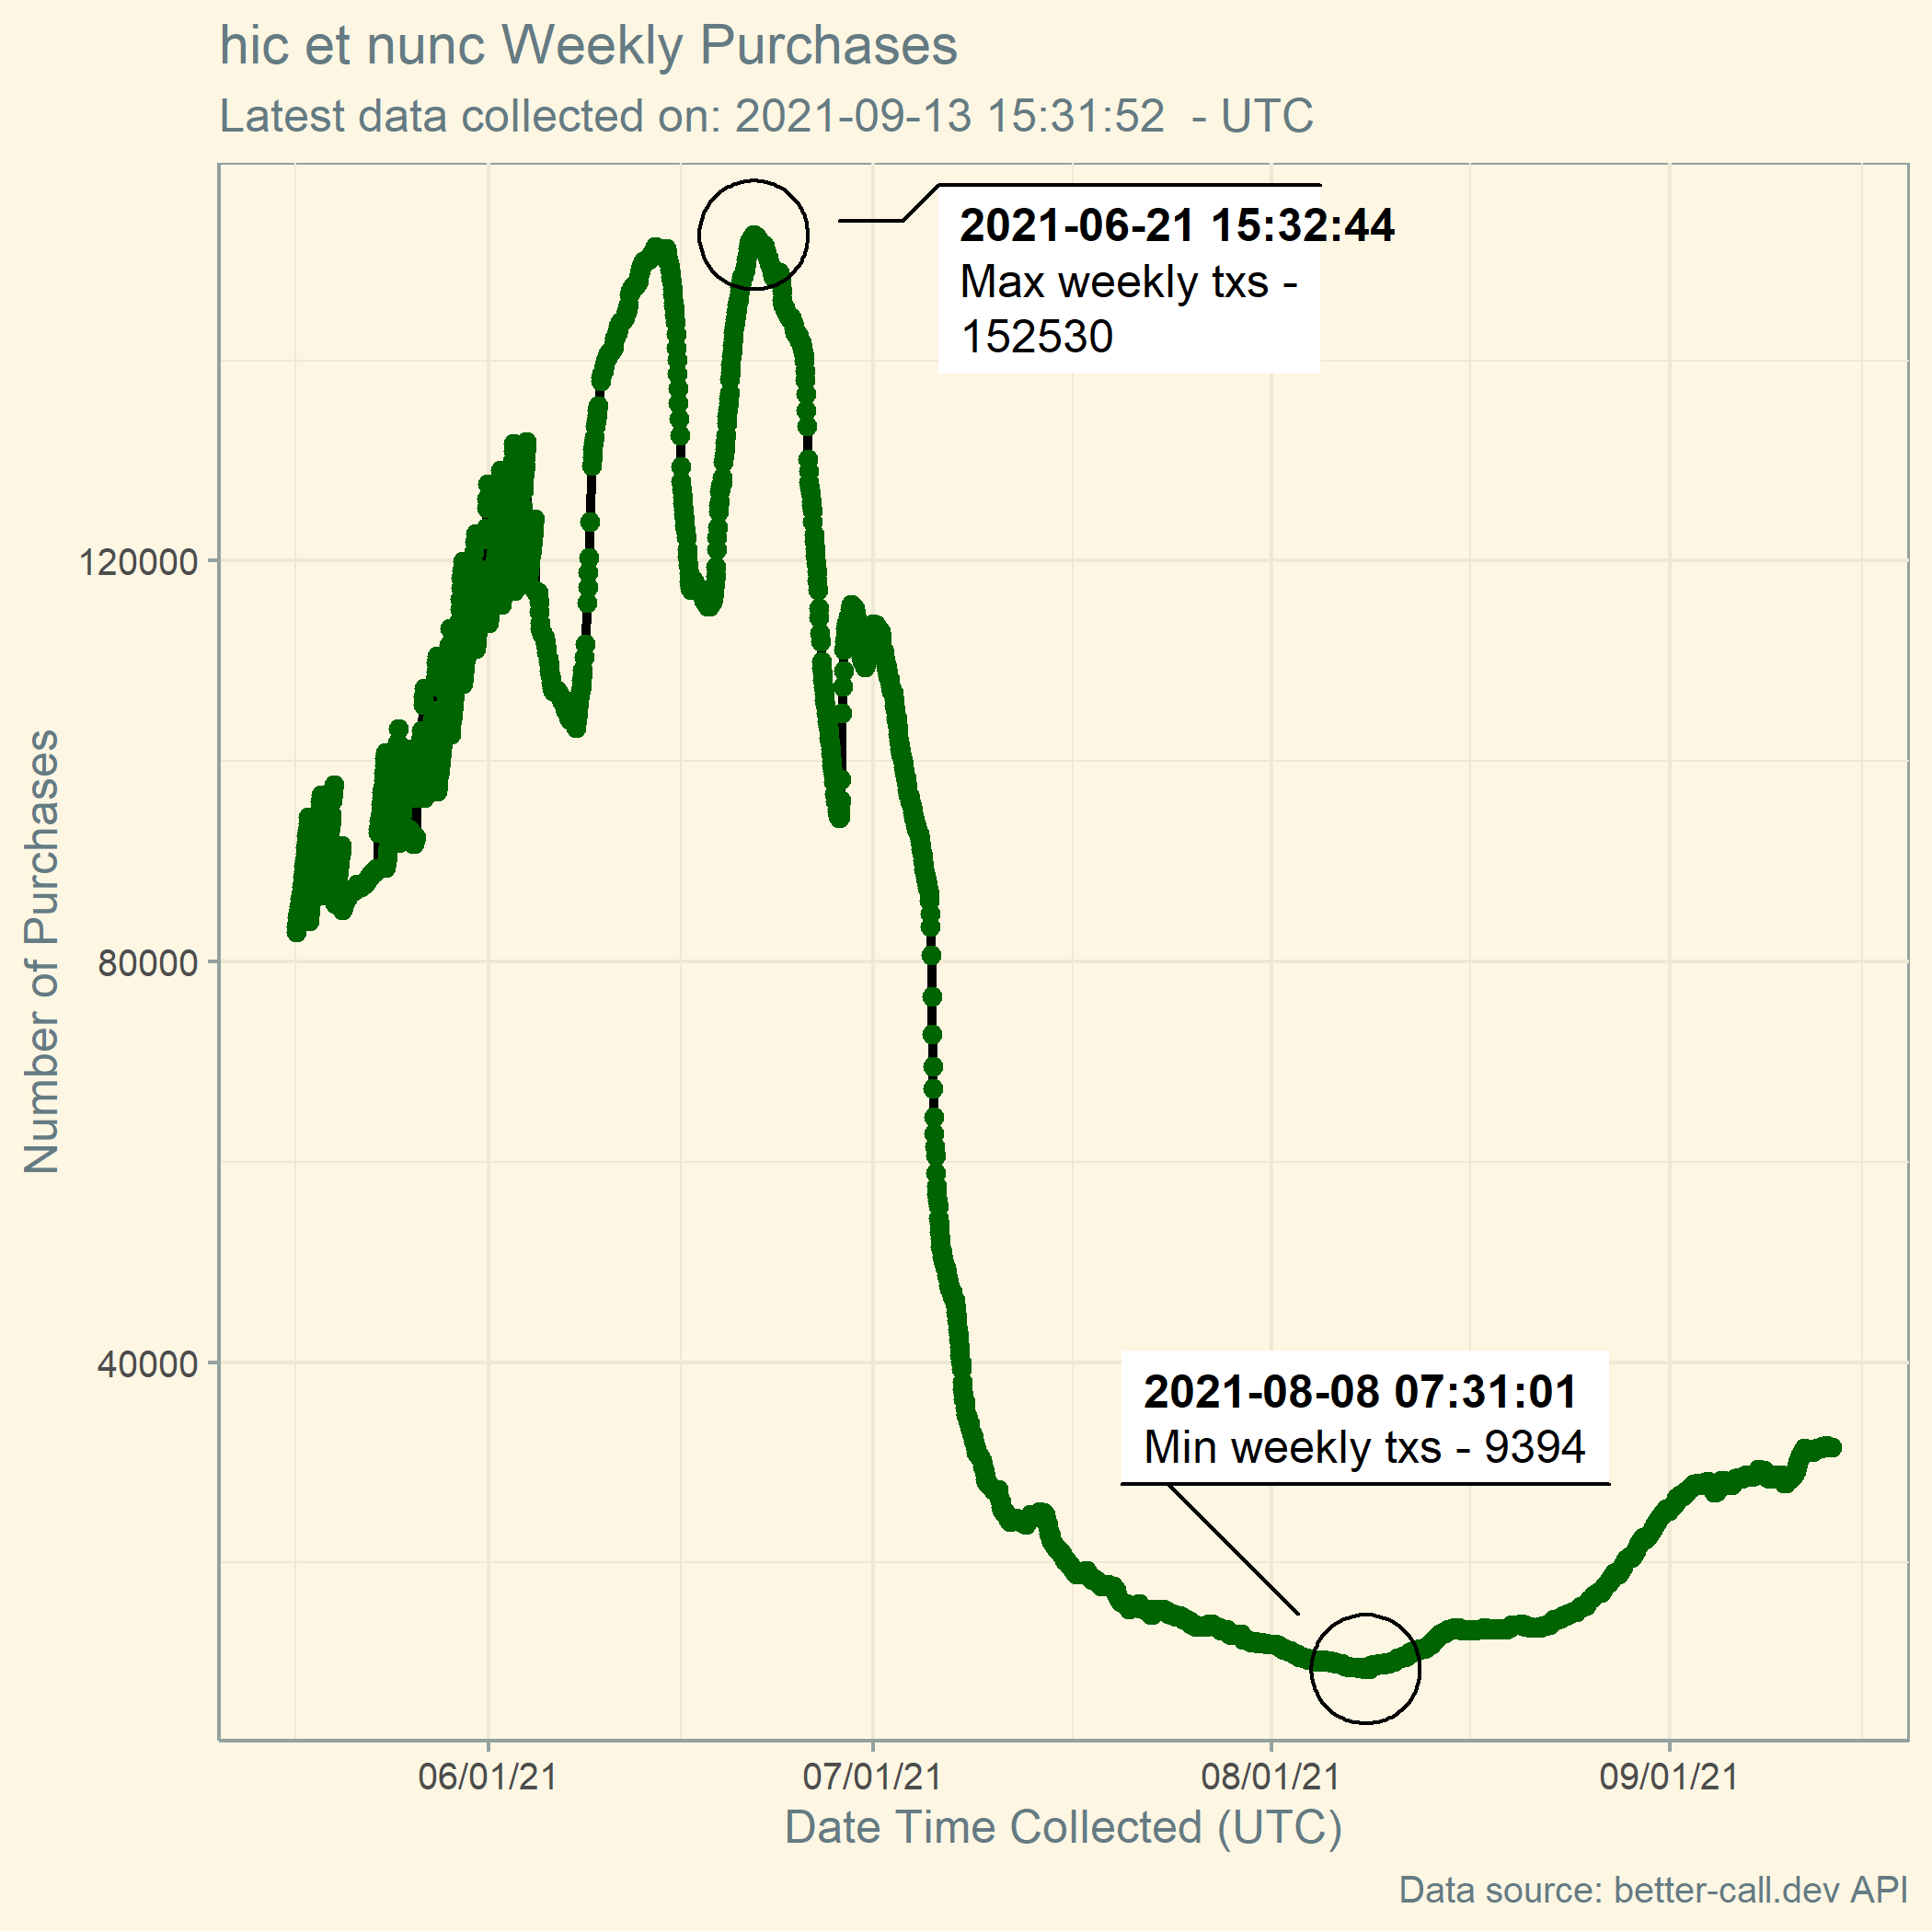 hic et nunc Weekly Purchases
Latest data collected on: 2021-09-13 15:31:52 - UTC
2021-06-21 15:32:44
Max weekly txs -
152530
120000
80000
40000
Number of Purchases
2021-08-08 07:31:01
Min weekly txs - 9394
06/01/21 07/01/21 08/01/21 09/01/21
Date Time Collected (UTC)
Data source: better-call.dev API